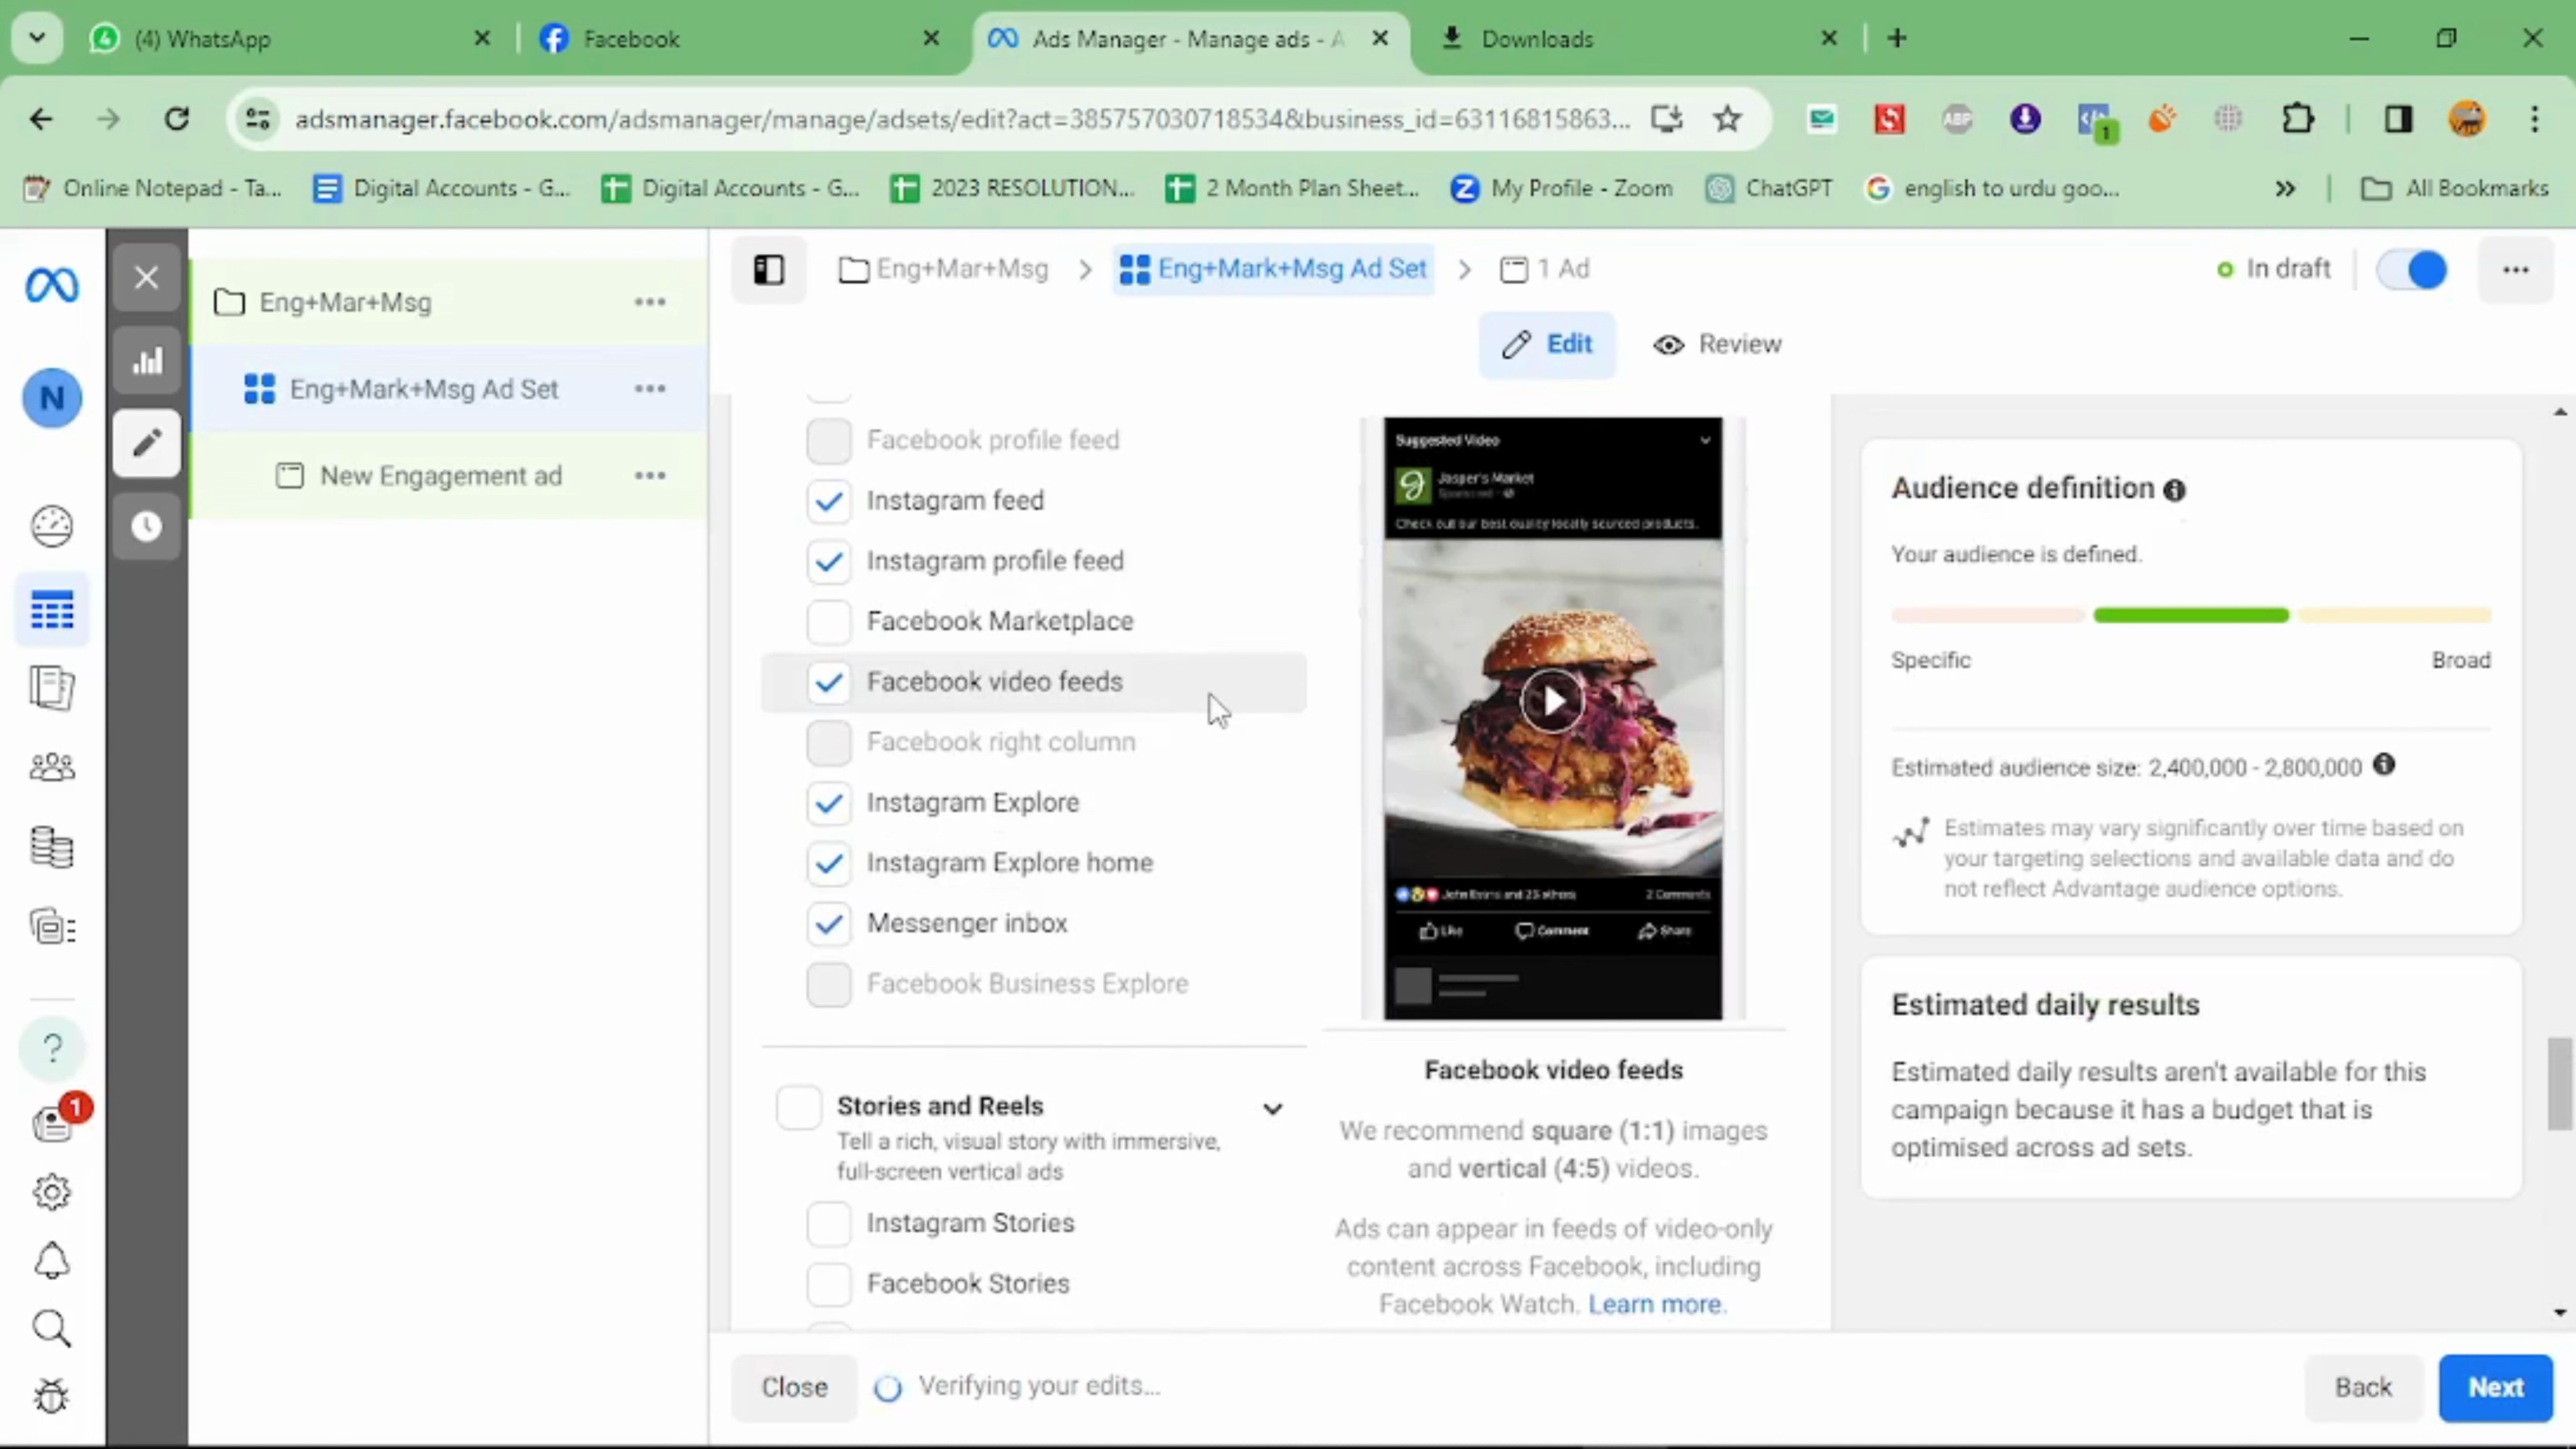 (4) WhatsApp
Facebook
Ads Manager - Manage ads - A
Downloads
adsmanager.facebook.com/adsmanager/manage/adsets/edit?act=385757030718534&business_id=63116815863...
ABP
1
Online Notepad - Ta...
Digital Accounts - G...
Digital Accounts - G...
2023 RESOLUTION...
2 Month Plan Sheet...
My Profile - Zoom
ChatGPT
english to urdu goo...
All Bookmarks
N
1
Eng+Mar+Msg
Eng+Mark+Msg Ad Set
New Engagement ad
Eng+Mar+Msg
Eng+Mark+Msg Ad Set
1 Ad
In draft
Edit
Review
Facebook profile feed
Instagram feed
Instagram profile feed
Facebook Marketplace
Facebook video feeds
Facebook right column
Instagram Explore
Instagram Explore home
Messenger inbox
Facebook Business Explore
Stories and Reels
Tell a rich, visual story with immersive,
full-screen vertical ads
Instagram Stories
Facebook Stories
Suggested Video
Jasper's Market
Sponsored
Check out our best quality locally sourced products.
John Evans and 23 others
2 Comments
Like
Comment
Share
Facebook video feeds
We recommend square (1:1) images
and vertical (4:5) videos.
Ads can appear in feeds of video-only
content across Facebook, including
Facebook Watch. Learn more.
Audience definition
Your audience is defined.
Specific
Broad
Estimated audience size: 2,400,000 - 2,800,000
Estimates may vary significantly over time based on
your targeting selections and available data and do
not reflect Advantage audience options.
Estimated daily results
Estimated daily results aren't available for this
campaign because it has a budget that is
optimised across ad sets.
Close
Verifying your edits...
Back
Next